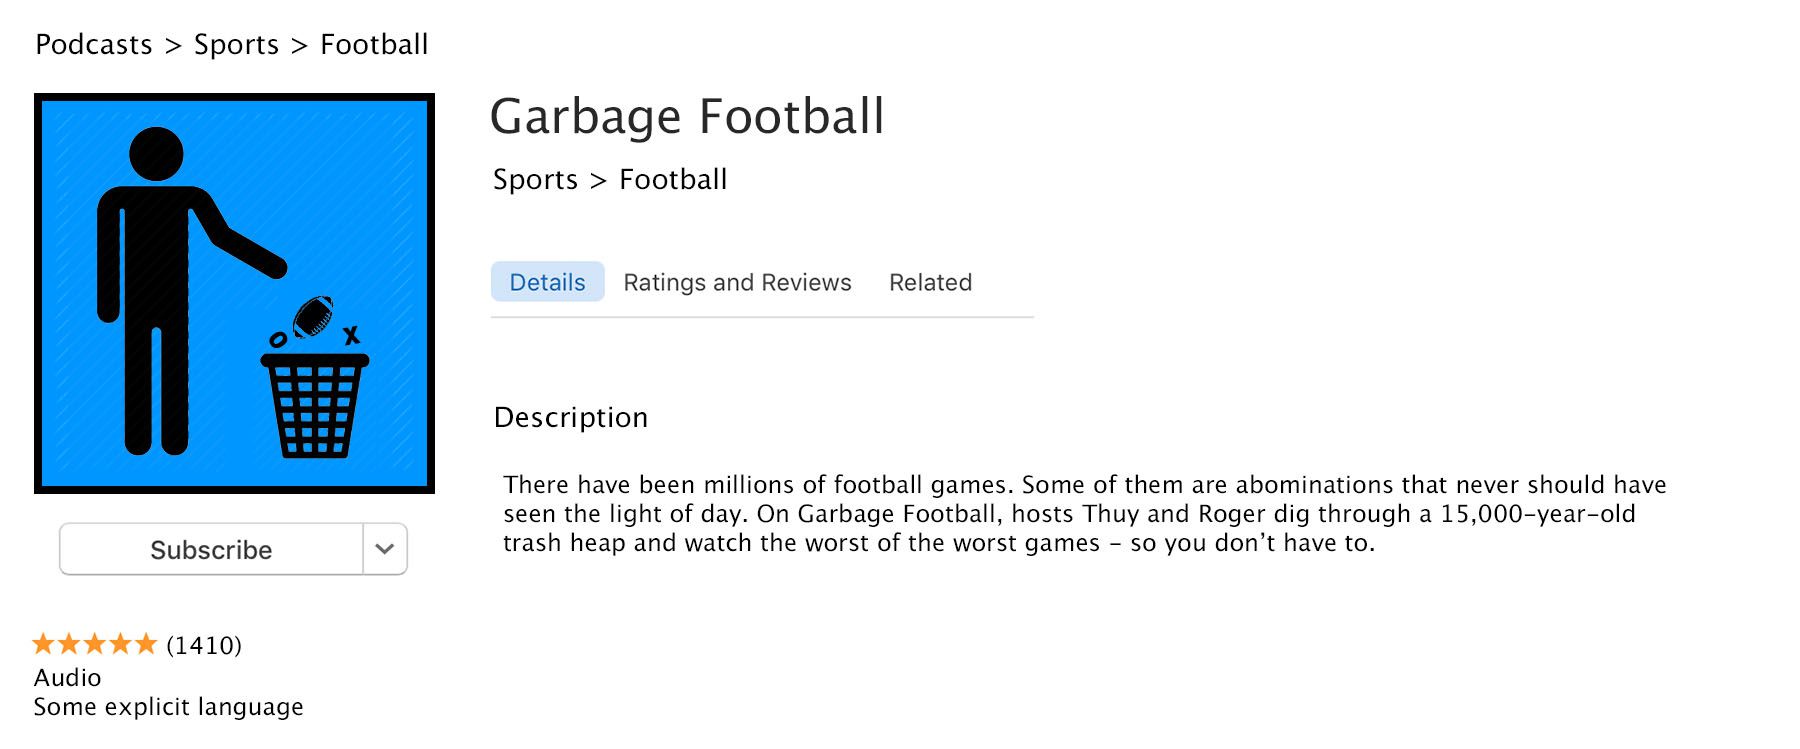 Podcasts > Sports > Football
Garbage Football
Sports > Football
Details Ratings and Reviews Related
O X
Description
There have been millions of football games. Some of them are abominations that never should have
seen the light of day. On Garbage Football, hosts Thuy and Roger dig through a 15,000-year-old
trash heap and watch the worst of the worst games – so you don’t have to.
Subscribe
(1410)
Audio
Some explicit language